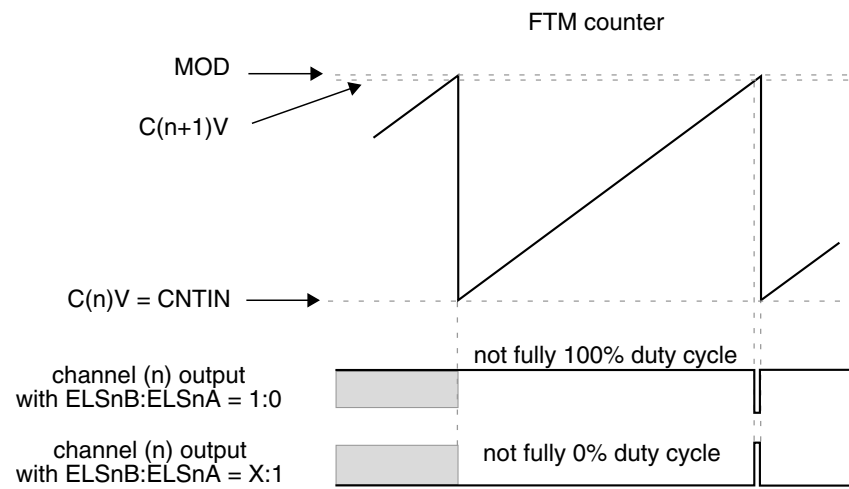 FTM counter
MOD
C(n+1)V
C(n)V = CNTIN
not fully 100% duty cycle
channel (n) output
with ELSnB:ELSnA = 1:0
channel (n) output
with ELSnB:ELSnA = X:1
not fully 0% duty cycle